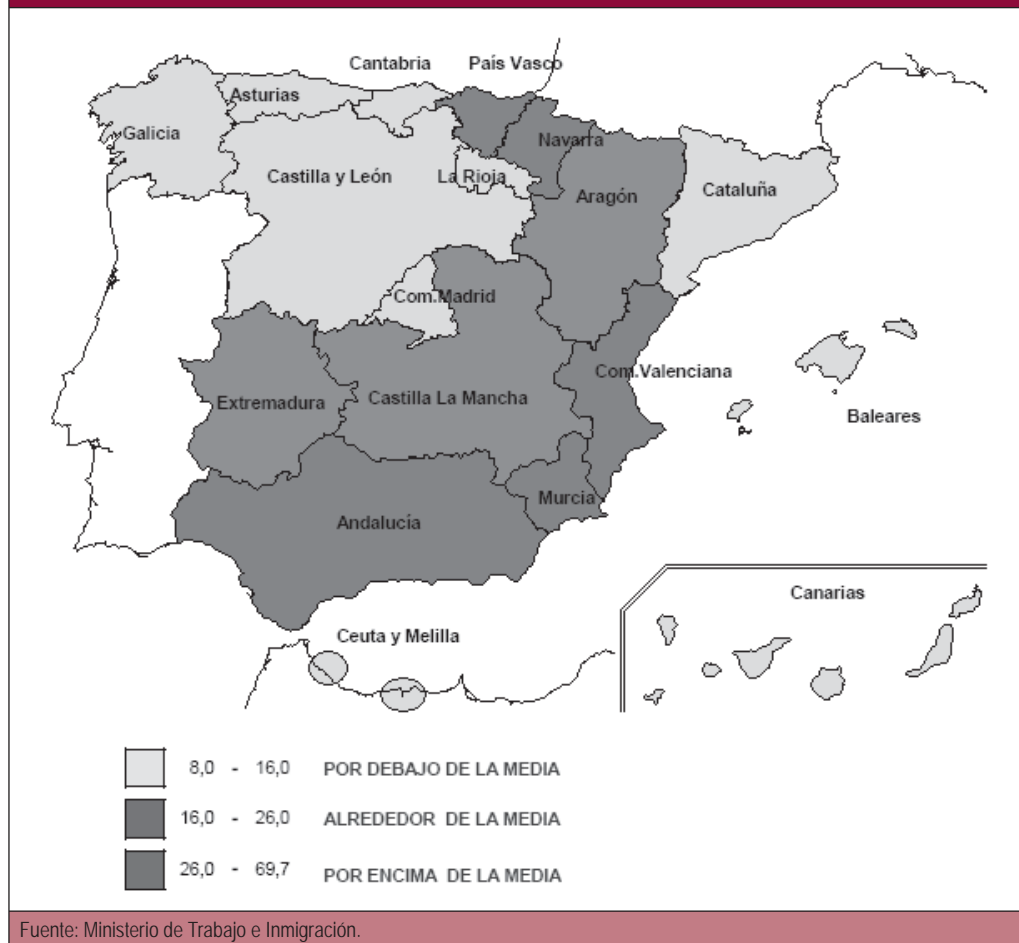 Cantabria País Vasco
Asturias
Galicia
Navarra
Castilla y León
La Rioja
Aragón
Cataluña
Com.Madrid
Com.Valenciana
Extremadura
Castilla La Mancha
Baleares
Murcia
Andalucía
Canarias
Ceuta y Melilla
8,0 - 16,0 POR DEBAJO DE LA MEDIA
16,0 - 26,0 ALREDEDOR DE LA MEDIA
26,0 - 69,7 POR ENCIMA DE LA MEDIA
Fuente: Ministerio de Trabajo e Inmigración.